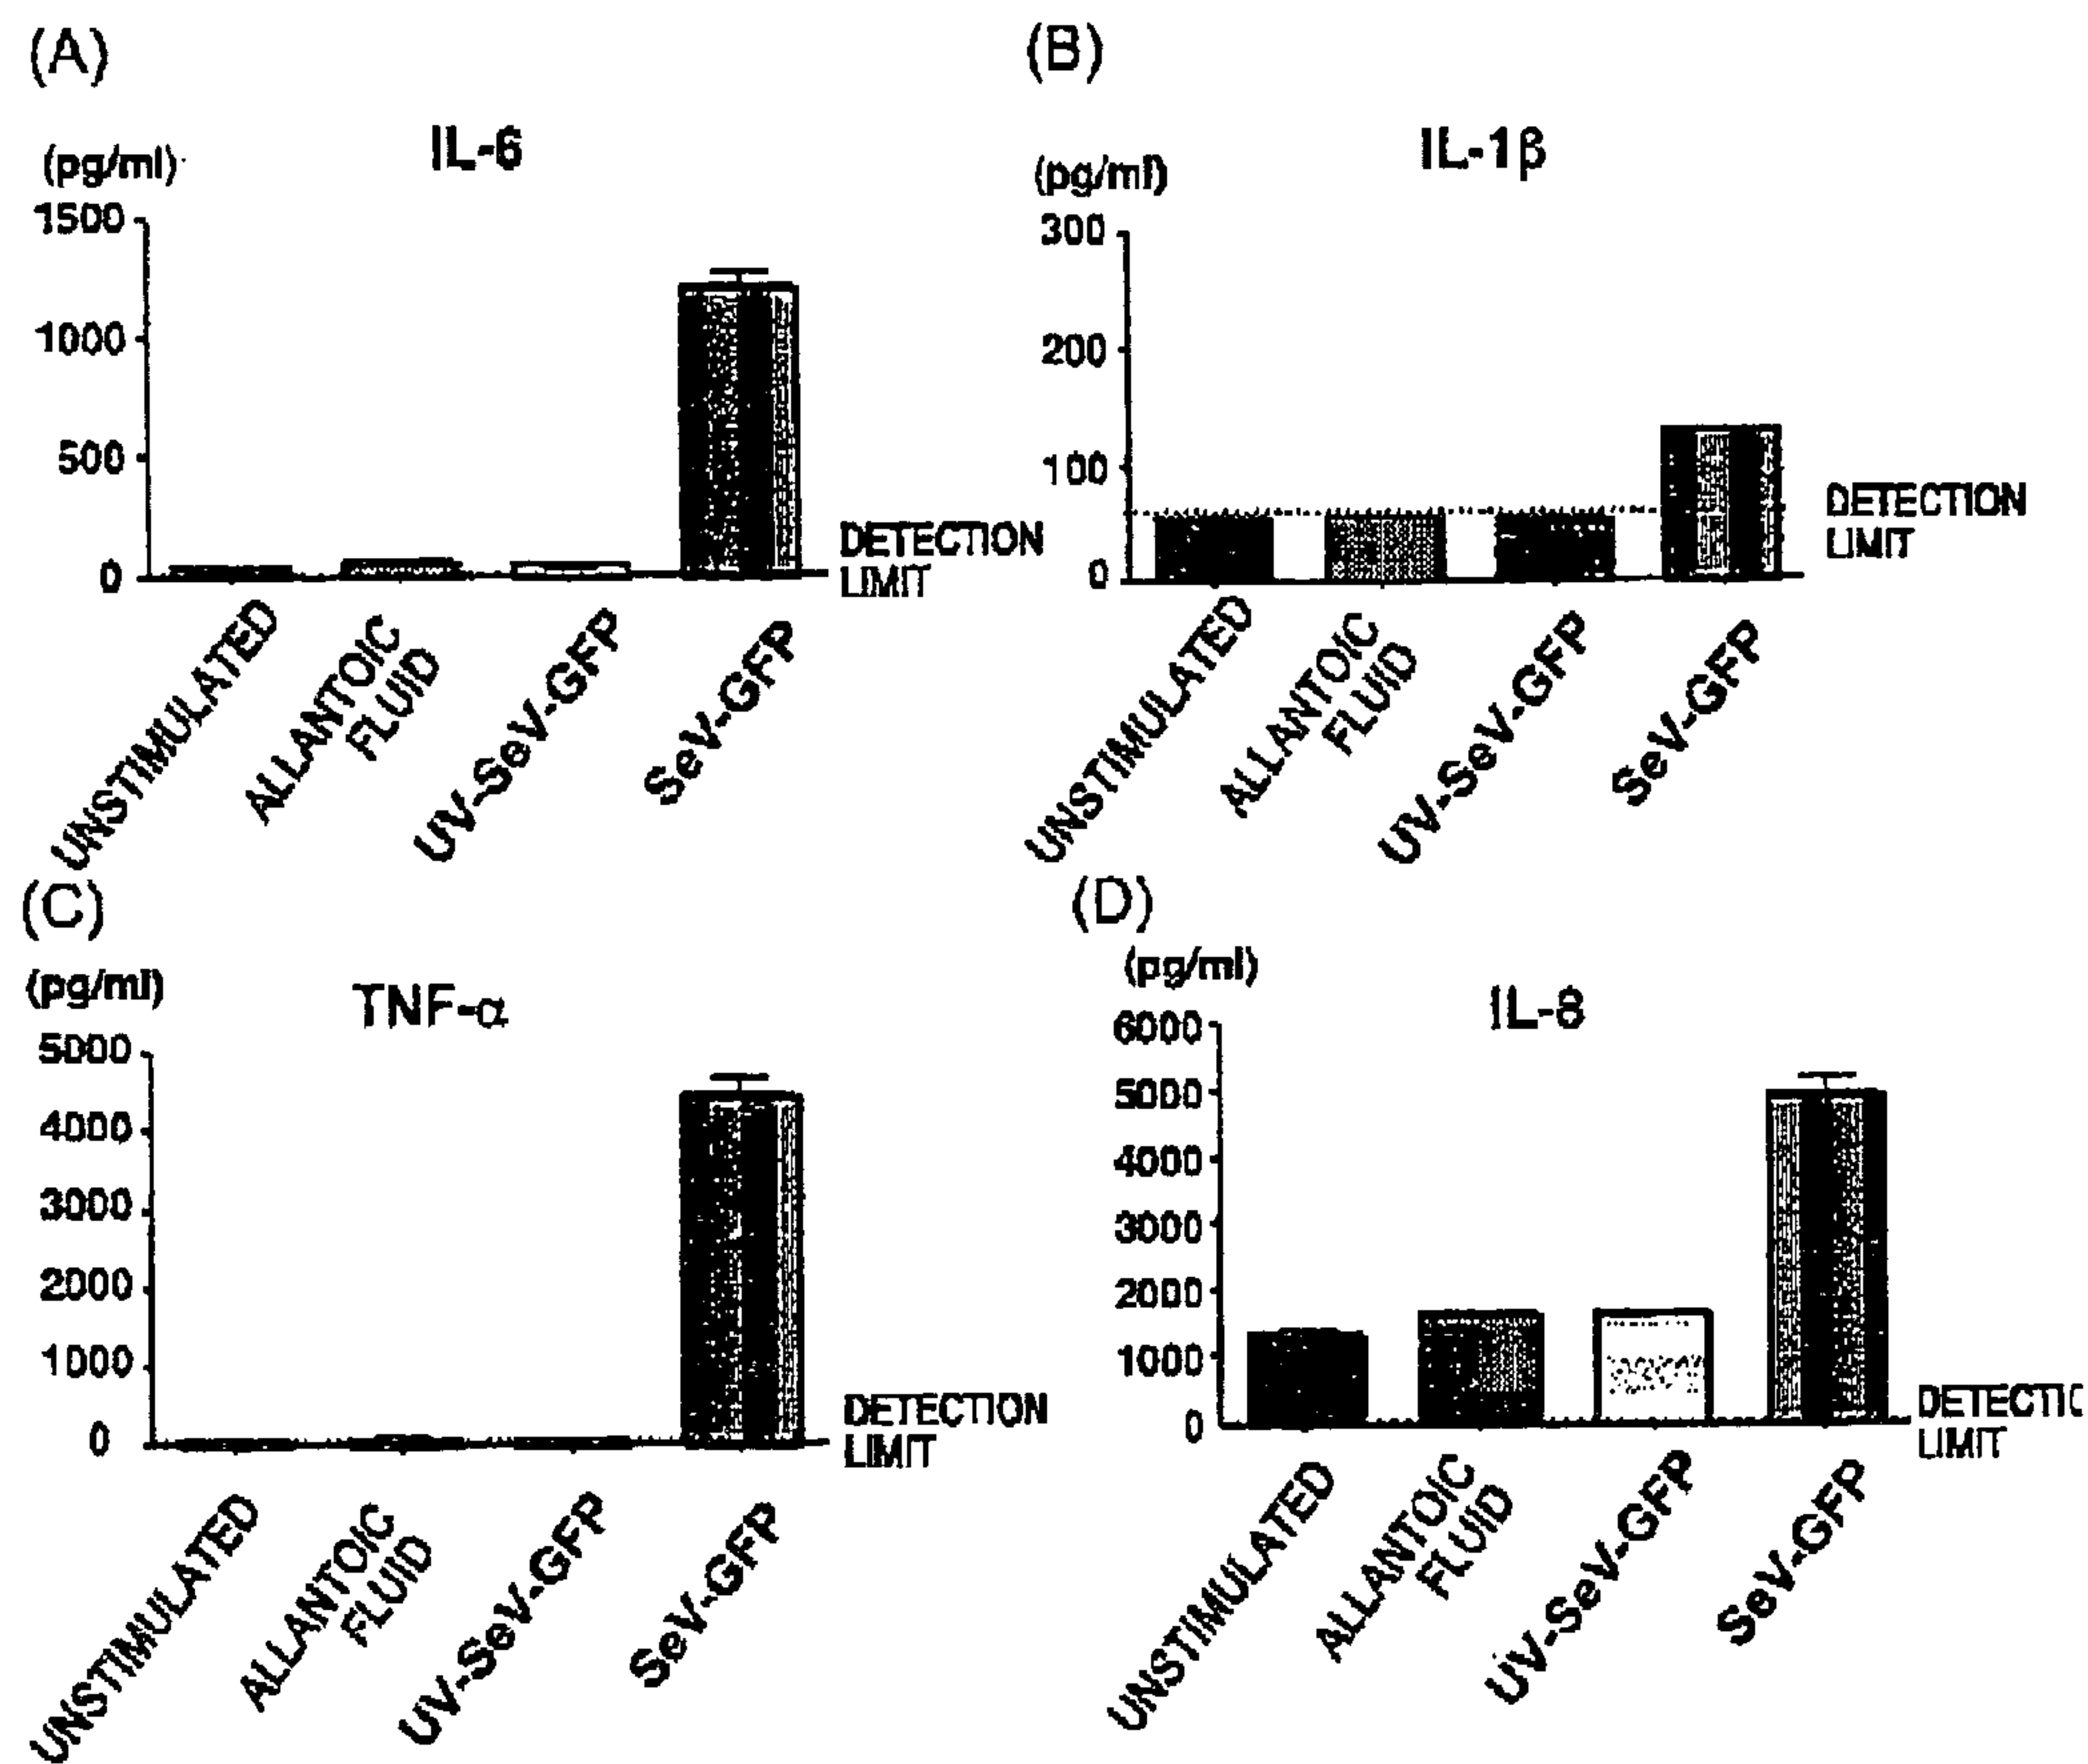 (A)
IL-6
(pg/ml)
1500
1000
500
0
DETECTION
LIMIT
UNSTIMULATED
ALLANTOIC
FLUID
UV-SeV-GFP
SeV-GFP
(B)
IL-1β
(pg/ml)
300
200
100
0
DETECTION
LIMIT
UNSTIMULATED
ALLANTOIC
FLUID
UV-SeV-GFP
SeV-GFP
(C)
(pg/ml)
TNF-α
5000
4000
3000
2000
1000
0
DETECTION
LIMIT
UNSTIMULATED
ALLANTOIC
FLUID
UV-SeV-GFP
SeV-GFP
(D)
(pg/ml)
IL-8
6000
5000
4000
3000
2000
1000
0
DETECTIC
LIMIT
UNSTIMULATED
ALLANTOIC
FLUID
UV-SeV-GFP
SeV-GFP